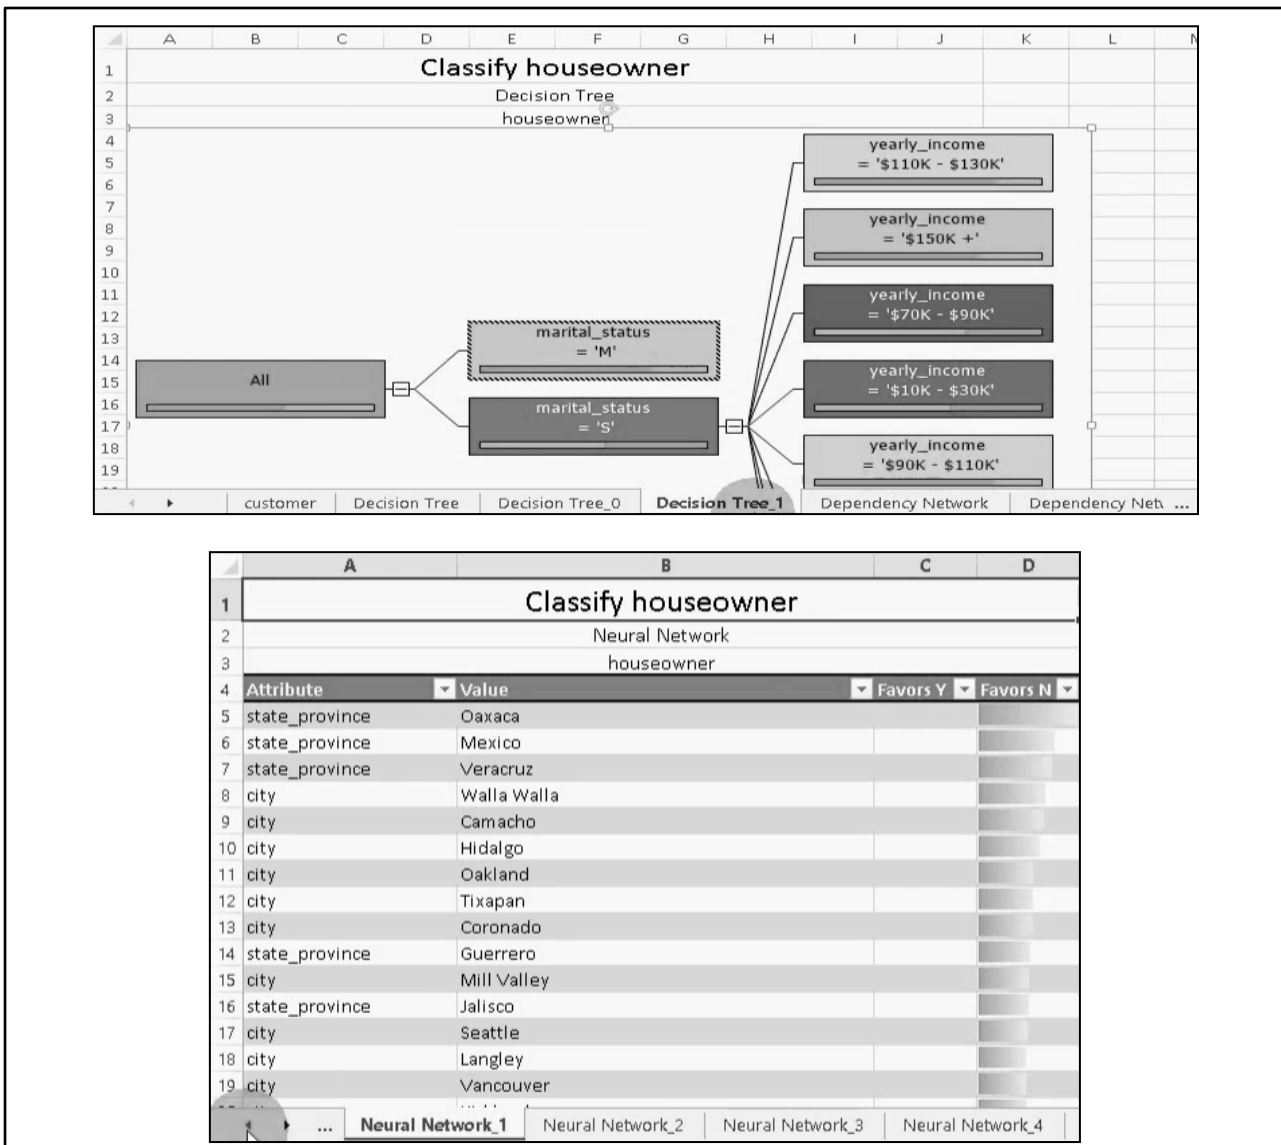 A B C D E F G H I J K L
1 Classify houseowner
2 Decision Tree
3 houseowner
4
5
6
7
8
9
10
11
12
13
14
15
16
17
18
19
yearly_income
= '$110K - $130K'
yearly_income
= '$150K +'
yearly_income
= '$70K - $90K'
marital_status
= 'M'
All
yearly_income
= '$10K - $30K'
marital_status
= 'S'
yearly_income
= '$90K - $110K'
customer Decision Tree Decision Tree_0 Decision Tree_1 Dependency Network Dependency Netv ...
A B C D
1 Classify houseowner
2 Neural Network
3 houseowner
4 Attribute Value Favors Y Favors N
5 state_province Oaxaca
6 state_province Mexico
7 state_province Veracruz
8 city Walla Walla
9 city Camacho
10 city Hidalgo
11 city Oakland
12 city Tixapan
13 city Coronado
14 state_province Guerrero
15 city Mill Valley
16 state_province Jalisco
17 city Seattle
18 city Langley
19 city Vancouver
... Neural Network_1 Neural Network_2 Neural Network_3 Neural Network_4